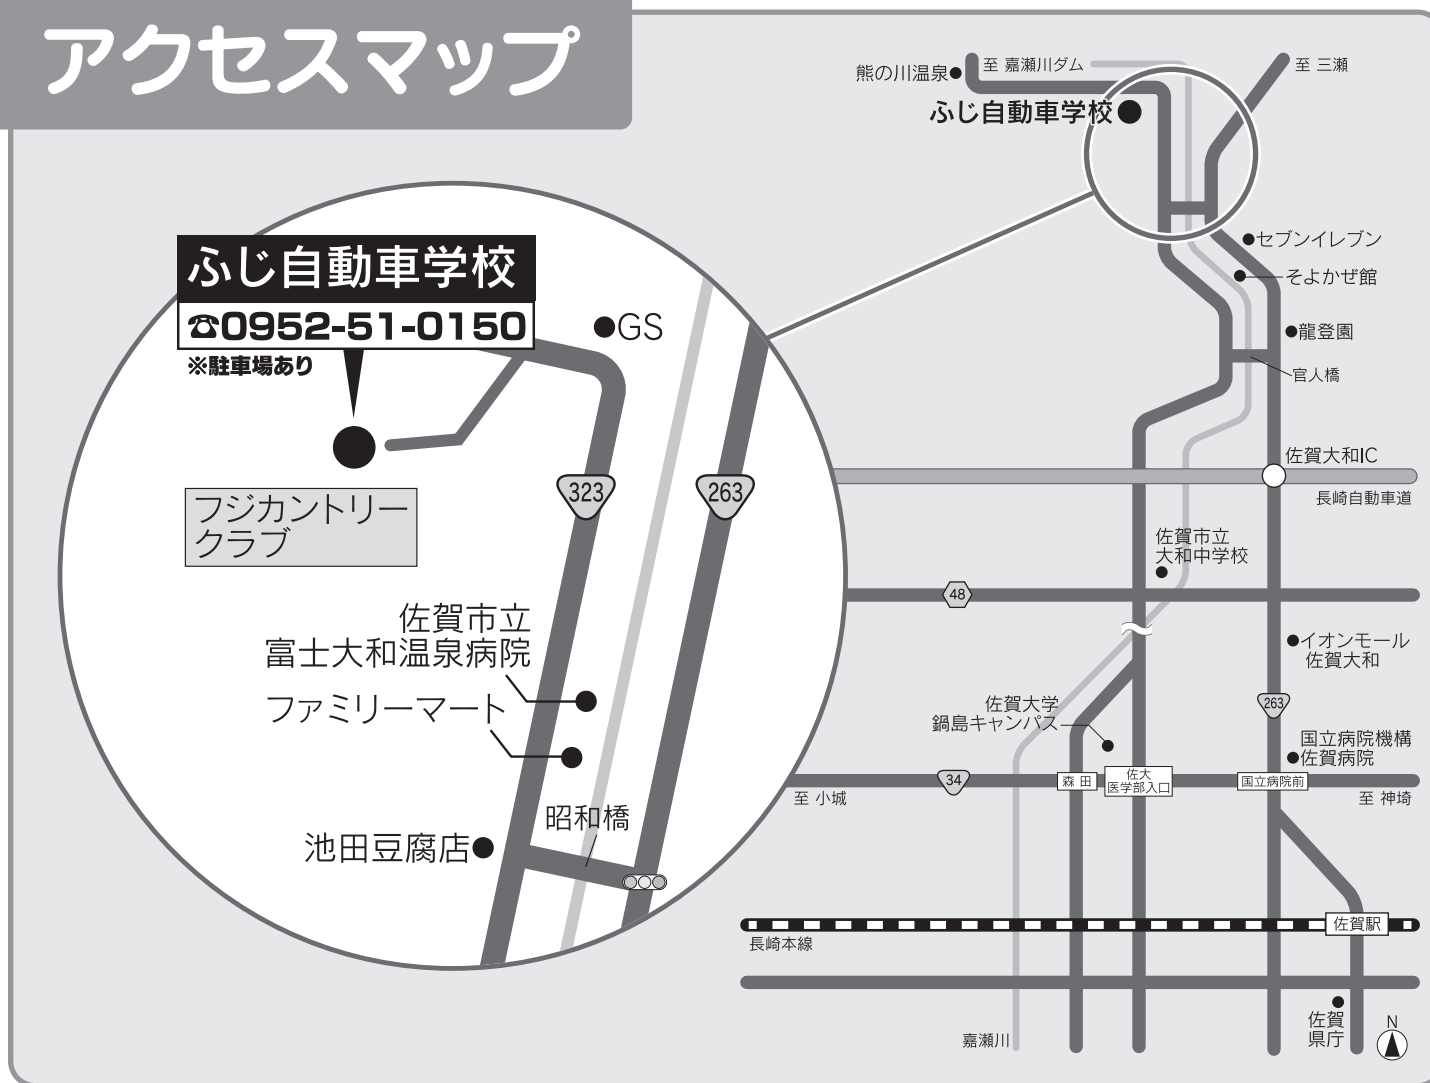 アクセスマップ
熊の川温泉
至 嘉瀬川ダム
至 三瀬
ふじ自動車学校
ふじ自動車学校
☎0952-51-0150
※駐車場あり
GS
フジカントリー
クラブ
323
263
佐賀市立
富士大和温泉病院
ファミリーマート
昭和橋
池田豆腐店
セブンイレブン
そよかぜ館
龍登園
官人橋
佐賀大和IC
長崎自動車道
佐賀市立
大和中学校
48
イオンモール
佐賀大和
263
佐賀大学
鍋島キャンパス
国立病院機構
佐賀病院
34
森田
佐大
医学部入口
国立病院前
至 小城
至 神埼
佐賀駅
長崎本線
嘉瀬川
佐賀
県庁
N